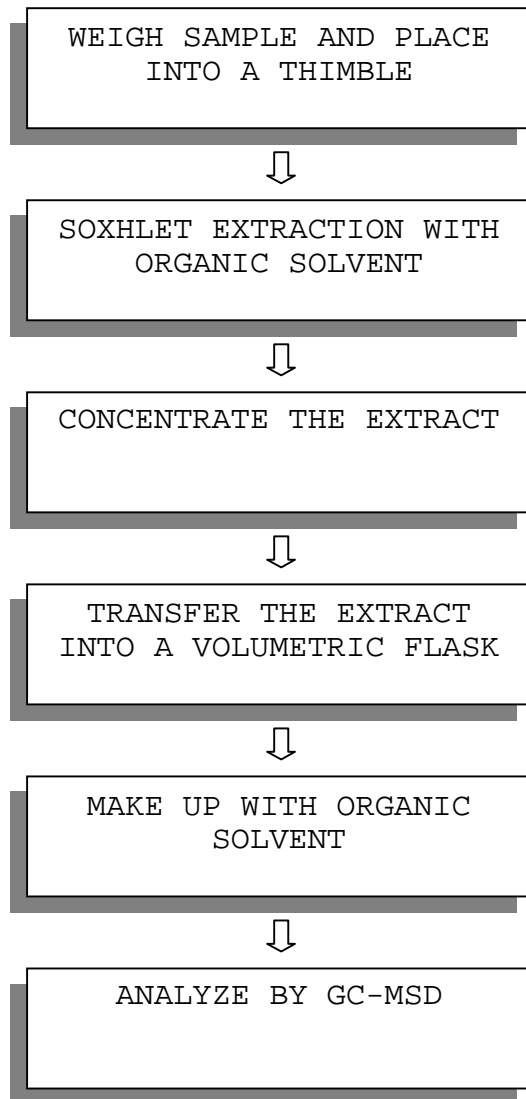 WEIGH SAMPLE AND PLACE
INTO A THIMBLE
SOXHLET EXTRACTION WITH
ORGANIC SOLVENT
CONCENTRATE THE EXTRACT
TRANSFER THE EXTRACT
INTO A VOLUMETRIC FLASK
MAKE UP WITH ORGANIC
SOLVENT
ANALYZE BY GC-MSD